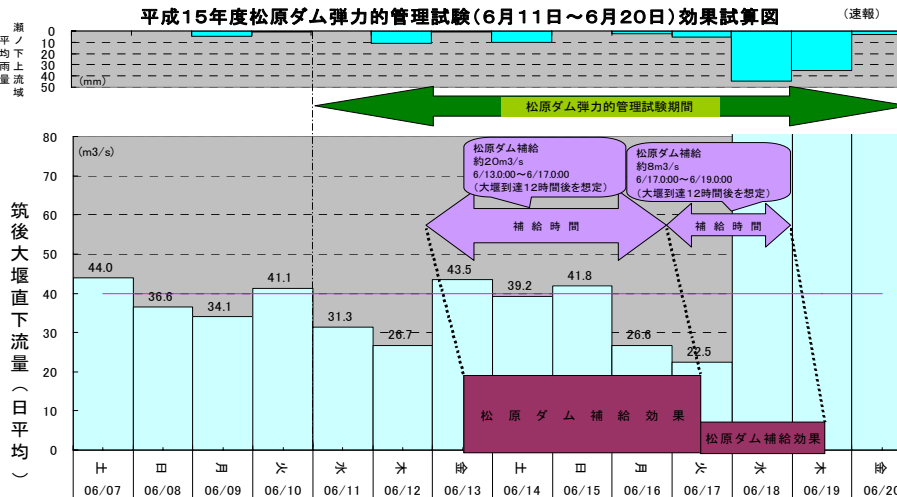 平成15年度松原ダム弾力的管理試験(6月11日～6月20日)効果試算図
(速報)
瀬ノ下上流域
平均雨量
0
10
20
30
40
50
(mm)
松原ダム弾力的管理試験期間
筑後大堰直下流量(日平均)
80
70
60
50
40
30
20
10
0
(m3/s)
松原ダム補給
約20m3/s
6/13.0:00～6/17.0:00
(大堰到達12時間後を想定)
松原ダム補給
約8m3/s
6/17.0:00～6/19.0:00
(大堰到達12時間後を想定)
補給時間
補給時間
44.0
36.6
34.1
41.1
31.3
26.7
43.5
39.2
41.8
26.6
22.5
松原ダム補給効果
松原ダム補給効果
土 日 月 火 水 木 金 土 日 月 火 水 木 金
06/07 06/08 06/09 06/10 06/11 06/12 06/13 06/14 06/15 06/16 06/17 06/18 06/19 06/20